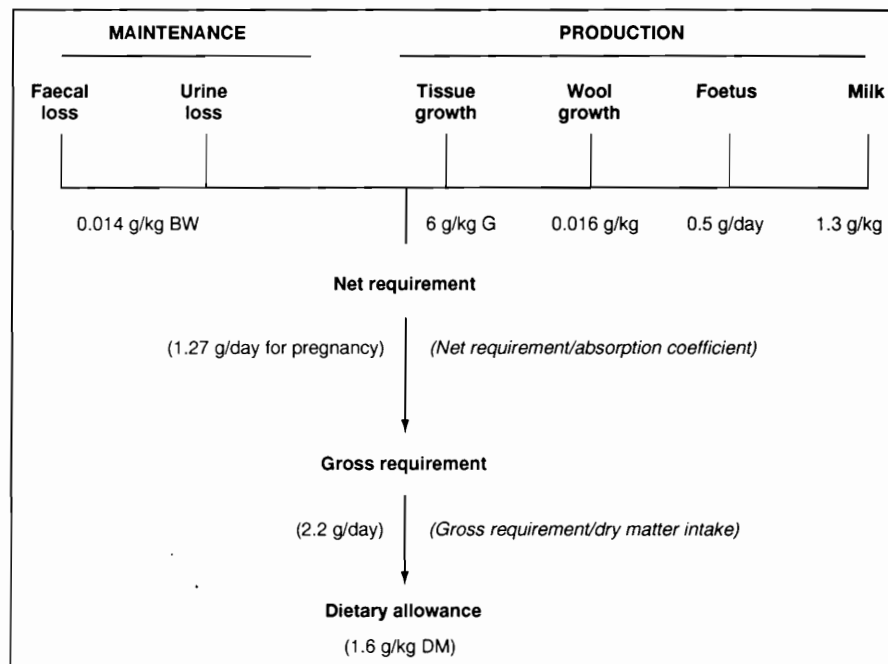 MAINTENANCE PRODUCTION
Faecal Urine Tissue Wool Foetus Milk
loss loss growth growth
0.014 g/kg BW 6 g/kg G 0.016 g/kg 0.5 g/day 1.3 g/kg
Net requirement
(1.27 g/day for pregnancy) (Net requirement/absorption coefficient)
Gross requirement
(2.2 g/day) (Gross requirement/dry matter intake)
Dietary allowance
(1.6 g/kg DM)